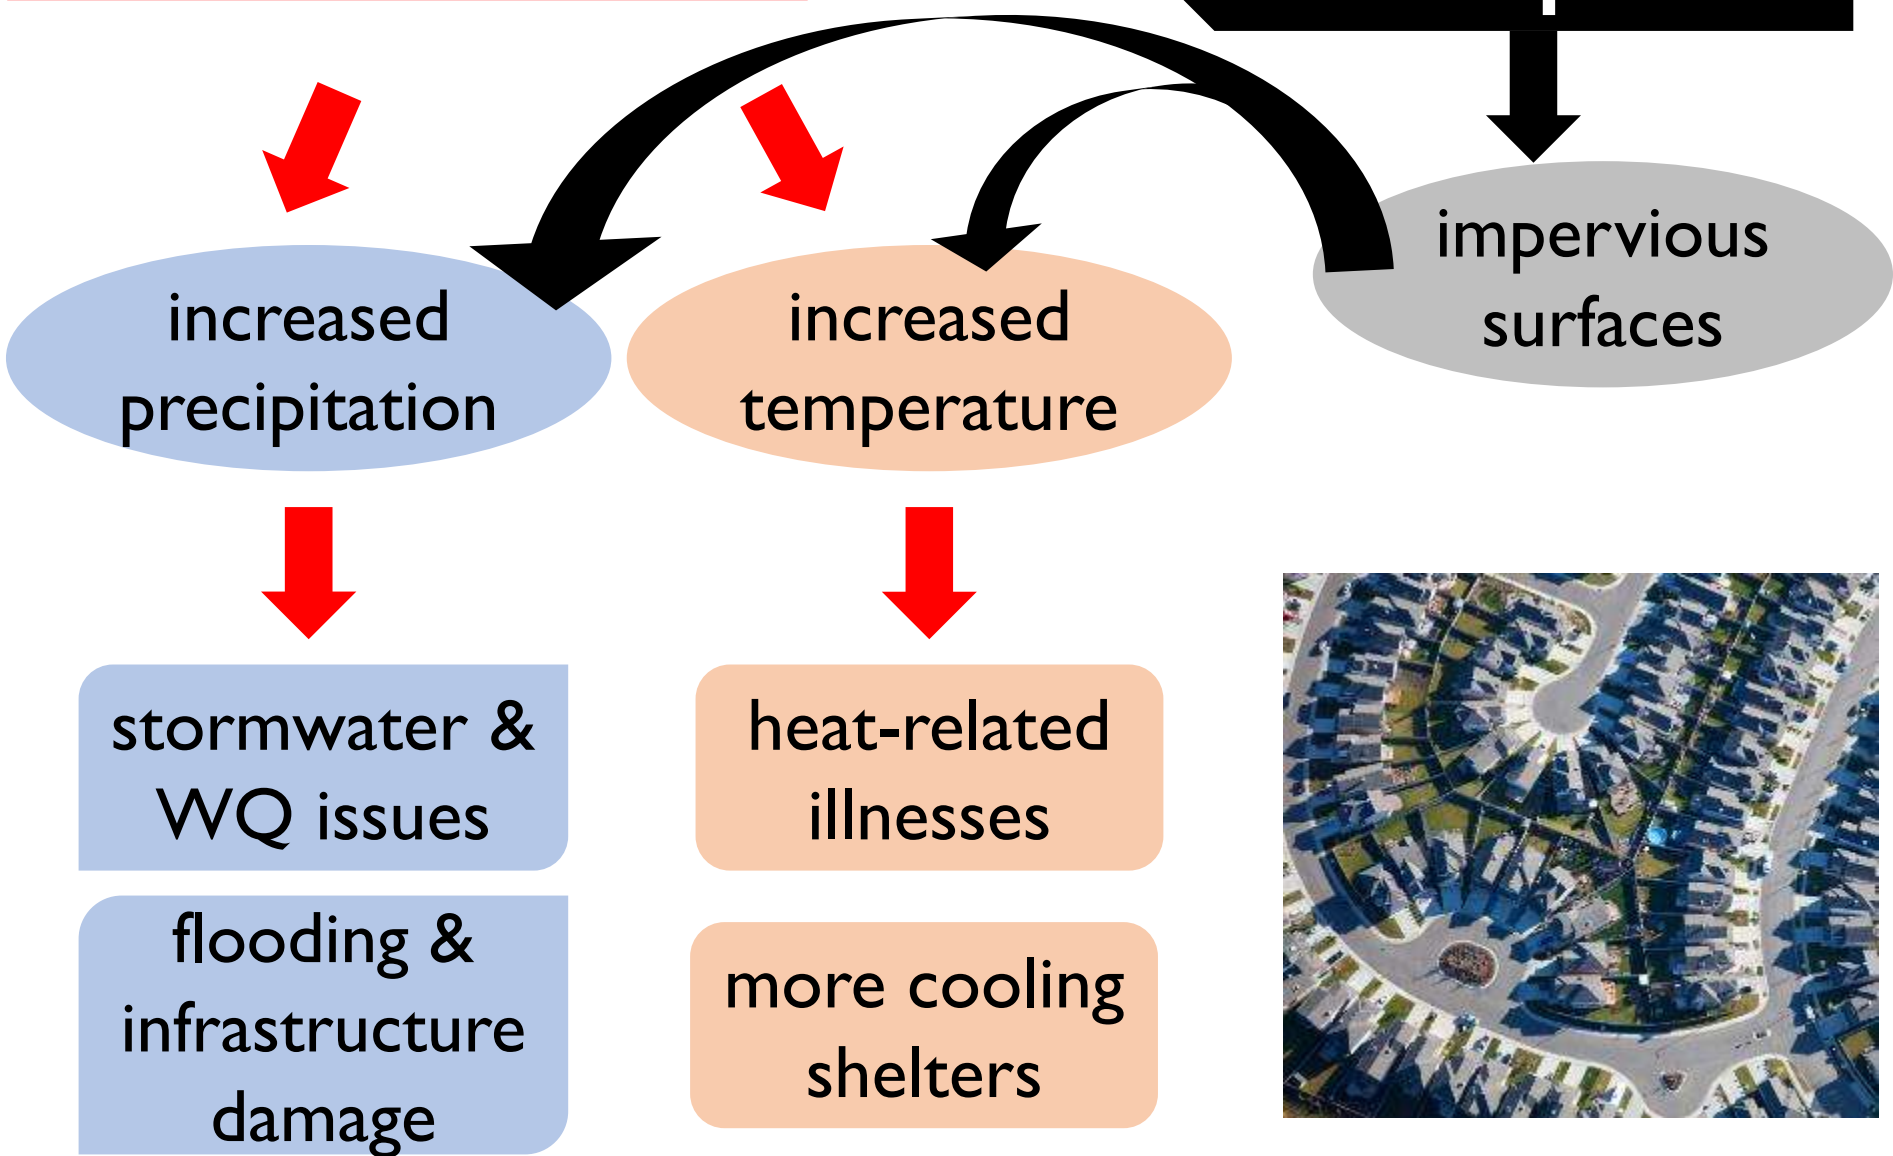 increased
precipitation
increased
temperature
impervious
surfaces
stormwater &
WQ issues
heat-related
illnesses
flooding &
infrastructure
damage
more cooling
shelters